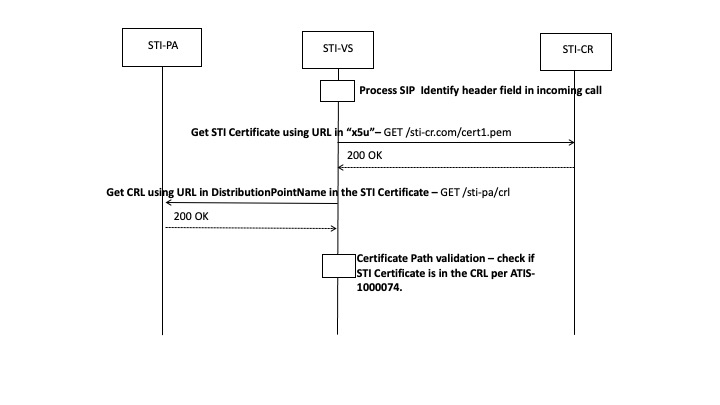 STI-PA
STI-VS
STI-CR
Process SIP Identify header field in incoming call
Get STI Certificate using URL in “x5u”– GET /sti-cr.com/cert1.pem
200 OK
Get CRL using URL in DistributionPointName in the STI Certificate – GET /sti-pa/crl
200 OK
Certificate Path validation – check if
STI Certificate is in the CRL per ATIS-
1000074.